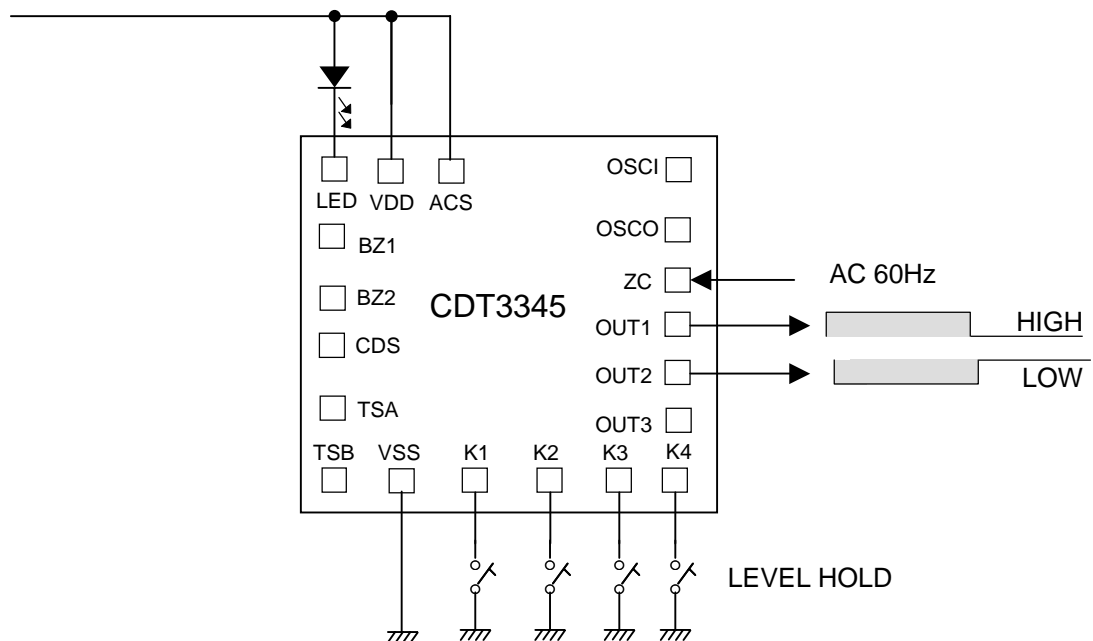 LED VDD ACS
OSCI
BZ1
OSCO
BZ2
CDT3345
ZC
AC 60Hz
CDS
OUT1
HIGH
OUT2
LOW
TSA
OUT3
TSB VSS K1 K2 K3 K4
LEVEL HOLD